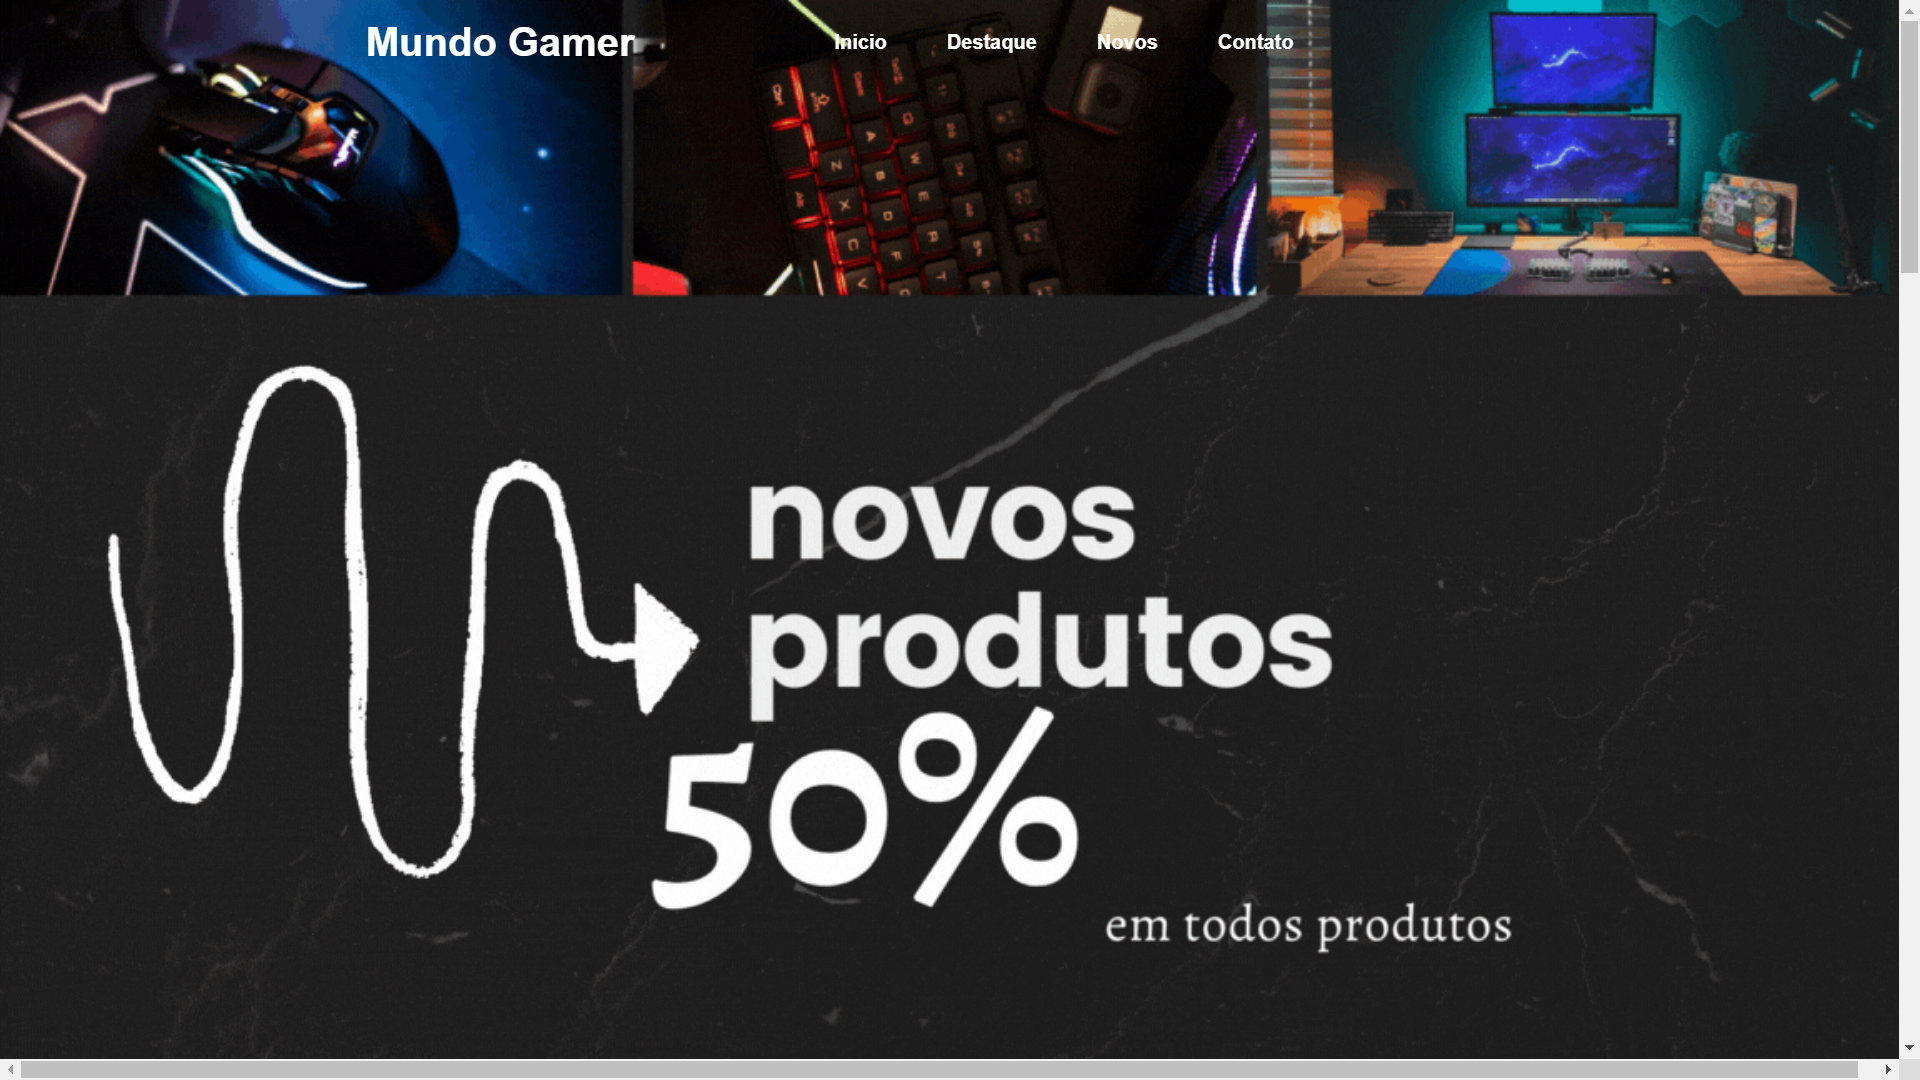 Mundo Gamer
Inicio
Destaque
Novos
Contato
novos
produtos
50%
em todos produtos